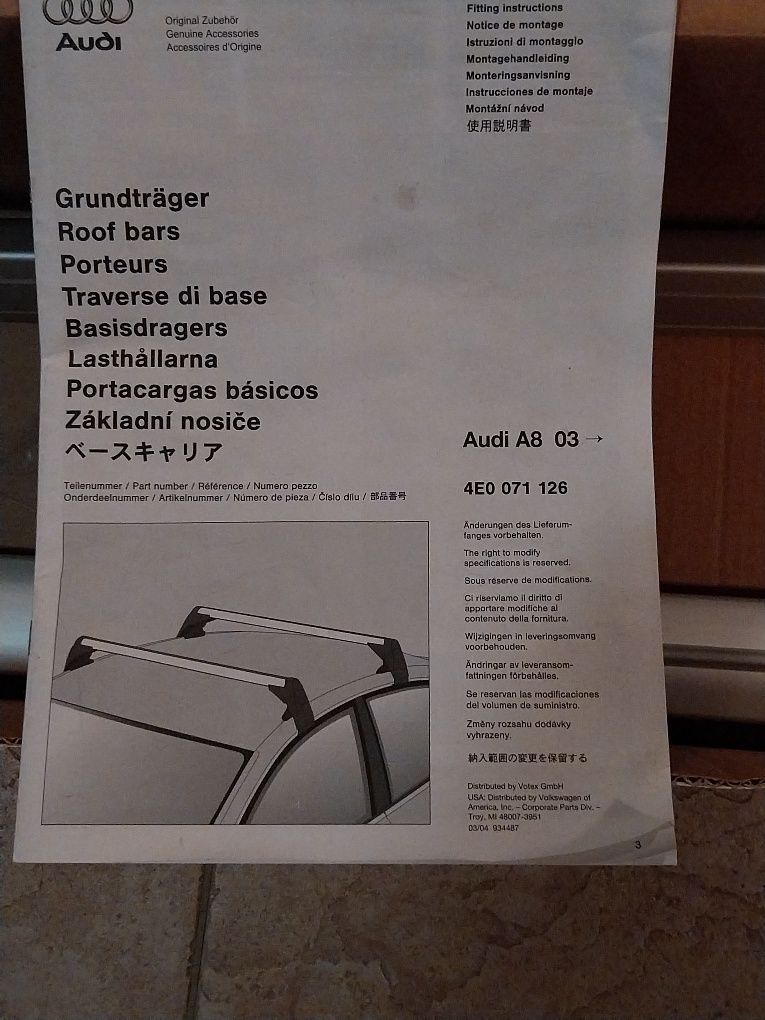 Audi
Original Zubehör
Genuine Accessories
Accessoires d'Origine
Fitting instructions
Notice de montage
Istruzioni di montaggio
Montagehandleiding
Monteringsanvisning
Instrucciones de montaje
Montážní návod
使用説明書
Grundträger
Roof bars
Porteurs
Traverse di base
Basisdragers
Lasthållarna
Portacargas básicos
Základní nosiče
ベースキャリア
Teilenummer / Part number / Référence / Numero pezzo
Onderdeelnummer / Artikelnummer / Número de pieza / Číslo dílu / 部品番号
Audi A8 03 →
4E0 071 126
Änderungen des Lieferum-
fanges vorbehalten.
The right to modify
specifications is reserved.
Sous réserve de modifications.
Ci riserviamo il diritto di
apportare modifiche al
contenuto della fornitura.
Wijzigingen in leveringsomvang
voorbehouden.
Ändringar av leveransom-
fattningen förbehålles.
Se reservan las modificaciones
del volumen de suministro.
Změny rozsahu dodávky
vyhrazeny.
納入範囲の変更を保留する
Distributed by Votex GmbH
USA: Distributed by Volkswagen of
America, Inc. – Corporate Parts Div. –
Troy, MI 48007-3951
03/04 934487
3